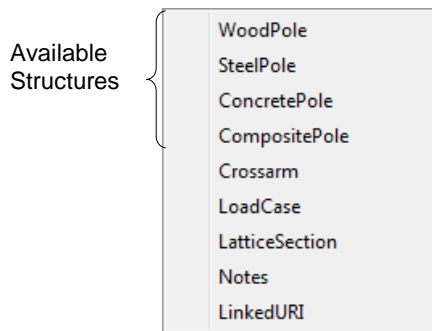 Available
Structures
WoodPole
SteelPole
ConcretePole
CompositePole
Crossarm
LoadCase
LatticeSection
Notes
LinkedURI